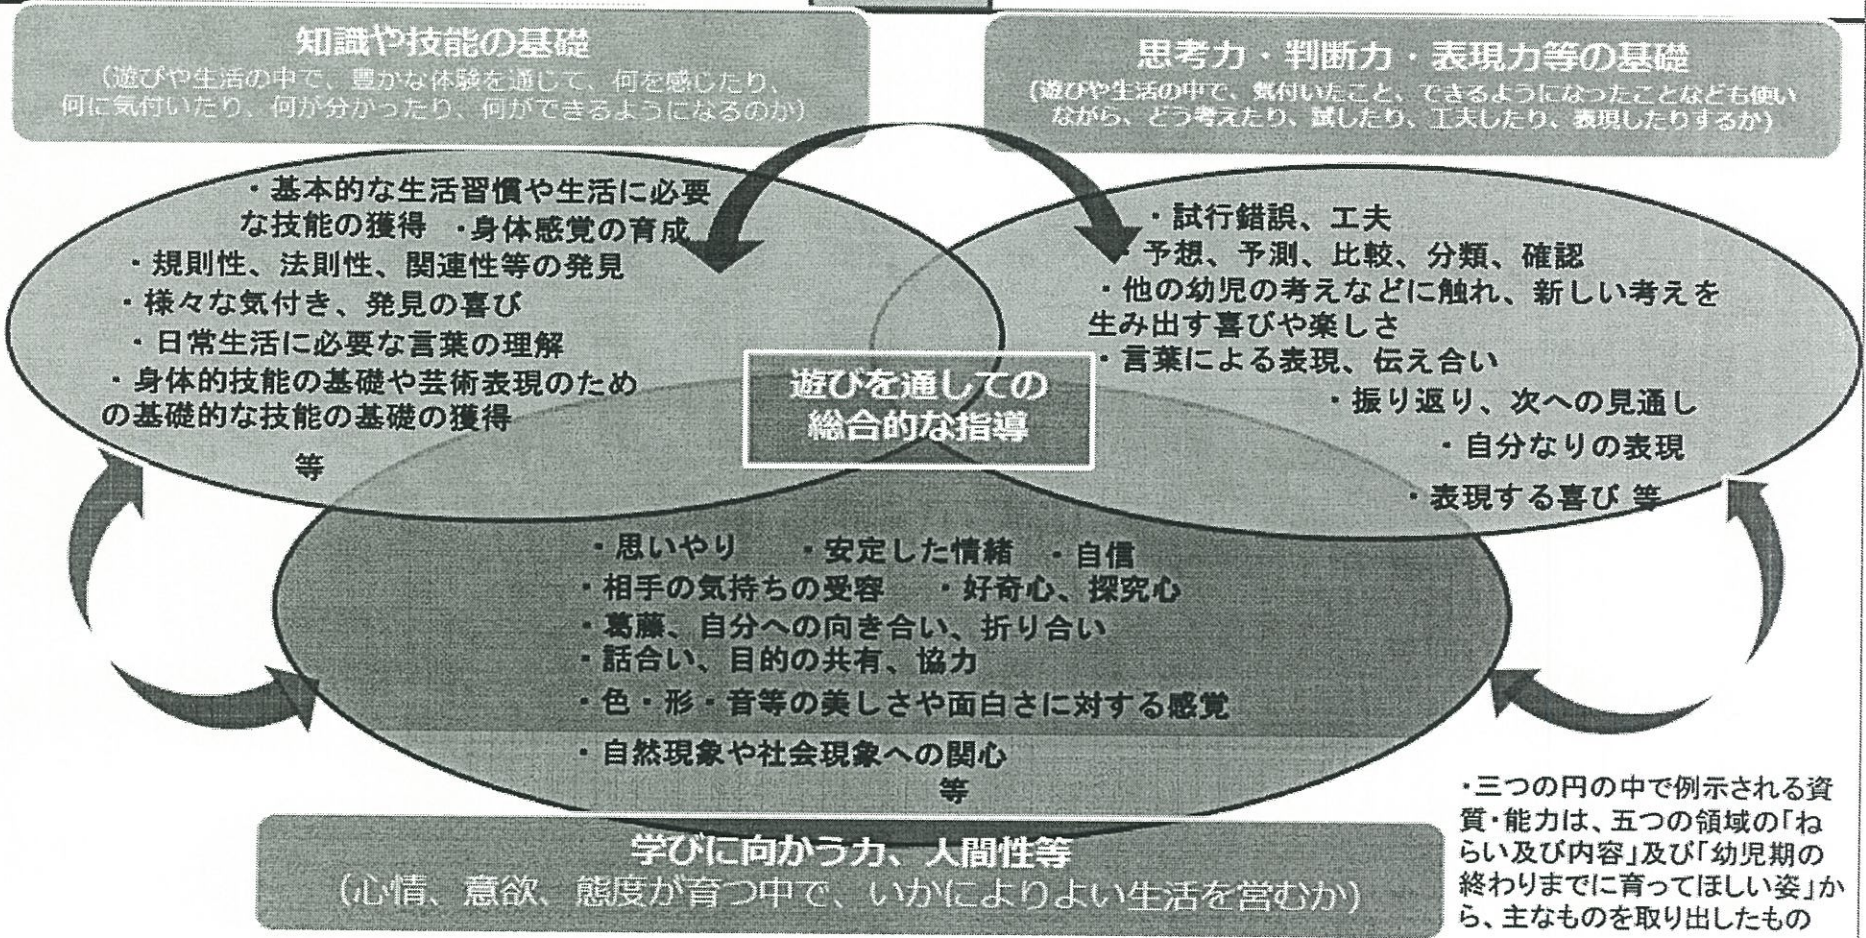 知識や技能の基礎
(遊びや生活の中で、豊かな体験を通じて、何を感じたり、
何に気付いたり、何が分かったり、何ができるようになるのか)
思考力・判断力・表現力等の基礎
(遊びや生活の中で、気付いたこと、できるようになったことなども使い
ながら、どう考えたり、試したり、工夫したり、表現したりするか)
・基本的な生活習慣や生活に必要
な技能の獲得 ・身体感覚の育成
・規則性、法則性、関連性等の発見
・様々な気付き、発見の喜び
・日常生活に必要な言葉の理解
・身体的技能の基礎や芸術表現のため
の基礎的な技能の基礎の獲得
等
・試行錯誤、工夫
・予想、予測、比較、分類、確認
・他の幼児の考えなどに触れ、新しい考えを
生み出す喜びや楽しさ
・言葉による表現、伝え合い
・振り返り、次への見通し
・自分なりの表現
・表現する喜び 等
遊びを通しての
総合的な指導
・思いやり ・安定した情緒 ・自信
・相手の気持ちの受容 ・好奇心、探究心
・葛藤、自分への向き合い、折り合い
・話合い、目的の共有、協力
・色・形・音等の美しさや面白さに対する感覚
・自然現象や社会現象への関心
等
学びに向かう力、人間性等
(心情、意欲、態度が育つ中で、いかによりよい生活を営むか)
・三つの円の中で例示される資
質・能力は、五つの領域の「ね
らい及び内容」及び「幼児期の
終わりまでに育ってほしい姿」か
ら、主なものを取り出したもの